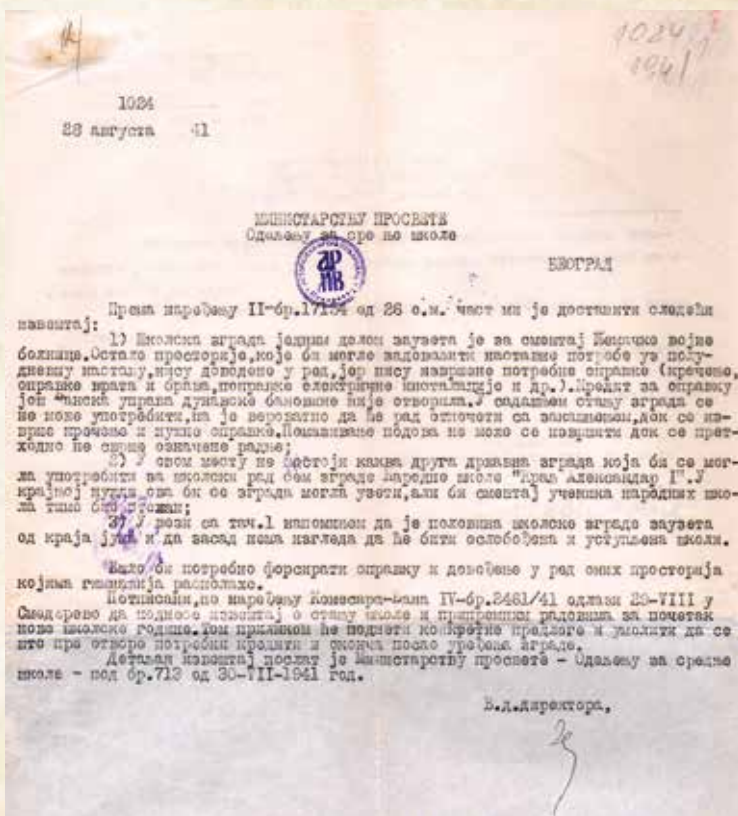 1024
1941
1024
28 августа 41
МИНИСТАРСТВУ ПРОСВЕТЕ
Одељењу за средње школе
БЕОГРАД
АР
МВ
Према наређењу II-бр.17134 од 26 о.м. част ми је доставити следећи
извештај:
1) Школска зграда једним делом заузета је за смештај Немачке војне
болнице.Остале просторије,које би могле задовољити наставне потребе уз полу-
дневну наставу,нису доведене у ред,јер нису извршене потребне оправке (кречење,
оправке врата и брава,поправке електричне инсталације и др.).Кредит за оправку
још Банска управа дунавске бановине није отворила.У садашњем стању зграда се
не може употребити,па је вероватно да ће рад отпочети са закашњењем,док се из-
врше кречење и нужне оправке.Помазивање подова не може се извршити док се прет-
ходно не сврше означене радње;
2) У овом месту не постоји каква друга државна зграда која би се мог-
ла употребити за школски рад сем зграде Народне школе "Краљ Александар I".У
крајњој нужди ова би се зграда могла узети,али би смештај ученика народних шко-
ла тиме био отежан;
3) У вези са тач.1 напомињем да је половина школске зграде заузета
од краја јула и да засад нема изгледа да ће бити ослобођена и уступљена школи.
Било би потребно форсирати оправку и довођење у ред оних просторија
којима гимназија располаже.
Потписани,по наређењу Комесара-Бана IV-бр.2461/41 одлази 29-VIII у
Смедерево да поднесе извештај о стању школе и припремним радовима за почетак
нове школске године.Том приликом ће поднети конкретне предлоге и умолити да се
што пре отворе потребни кредити и оконча посао уређења зграде.
Детаљан извештај послат је Министарству просвете - Одељењу за средње
школе - под бр.713 од 30-VII-1941 год.
В.д.директора,